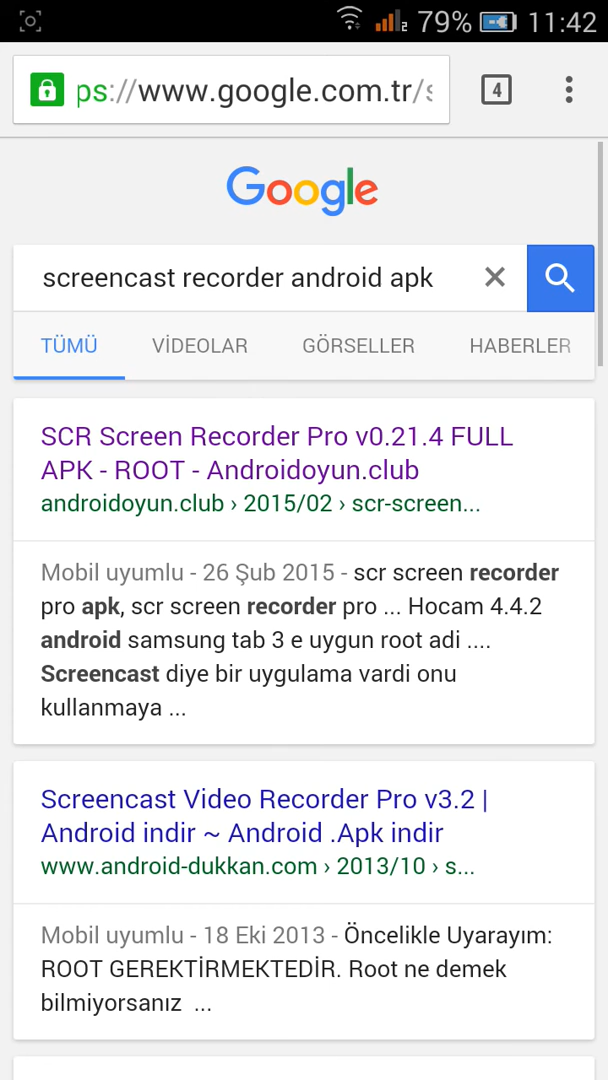 2 79% 11:42
ps://www.google.com.tr/s
4
Google
screencast recorder android apk
TÜMÜ VİDEOLAR GÖRSELLER HABERLER
SCR Screen Recorder Pro v0.21.4 FULL
APK - ROOT - Androidoyun.club
androidoyun.club › 2015/02 › scr-screen...
Mobil uyumlu - 26 Şub 2015 - scr screen recorder
pro apk, scr screen recorder pro ... Hocam 4.4.2
android samsung tab 3 e uygun root adi ....
Screencast diye bir uygulama vardi onu
kullanmaya ...
Screencast Video Recorder Pro v3.2 |
Android indir ~ Android .Apk indir
www.android-dukkan.com › 2013/10 › s...
Mobil uyumlu - 18 Eki 2013 - Öncelikle Uyarayım:
ROOT GEREKTİRMEKTEDİR. Root ne demek
bilmiyorsanız ...